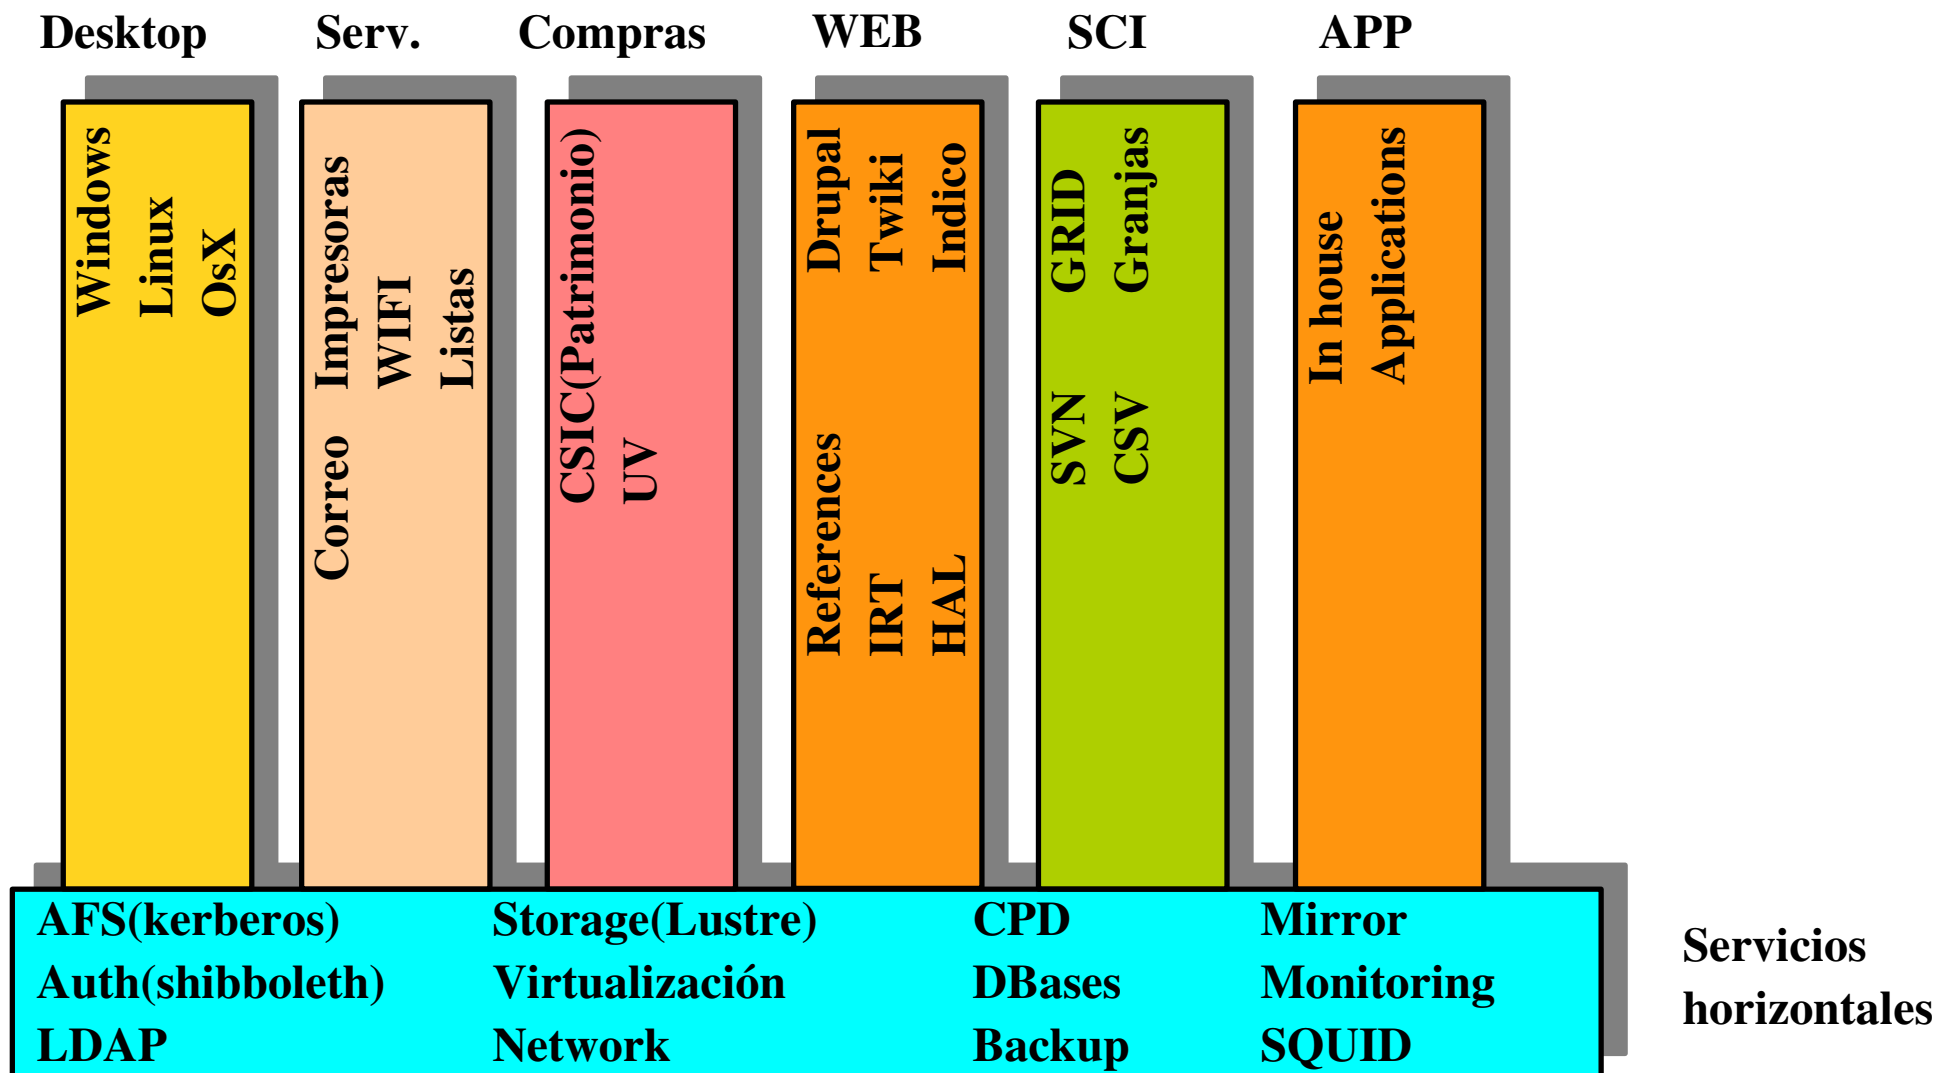 Desktop
Serv.
Compras
WEB
SCI
APP
Windows
Linux
OsX
Correo Impresoras
WIFI
Listas
CSIC(Patrimonio)
UV
References Drupal
IRT Twiki
HAL Indico
SVN GRID
CSV Granjas
In house
Applications
AFS(kerberos) Storage(Lustre) CPD Mirror
Auth(shibboleth) Virtualización DBases Monitoring
LDAP Network Backup SQUID
Servicios
horizontales